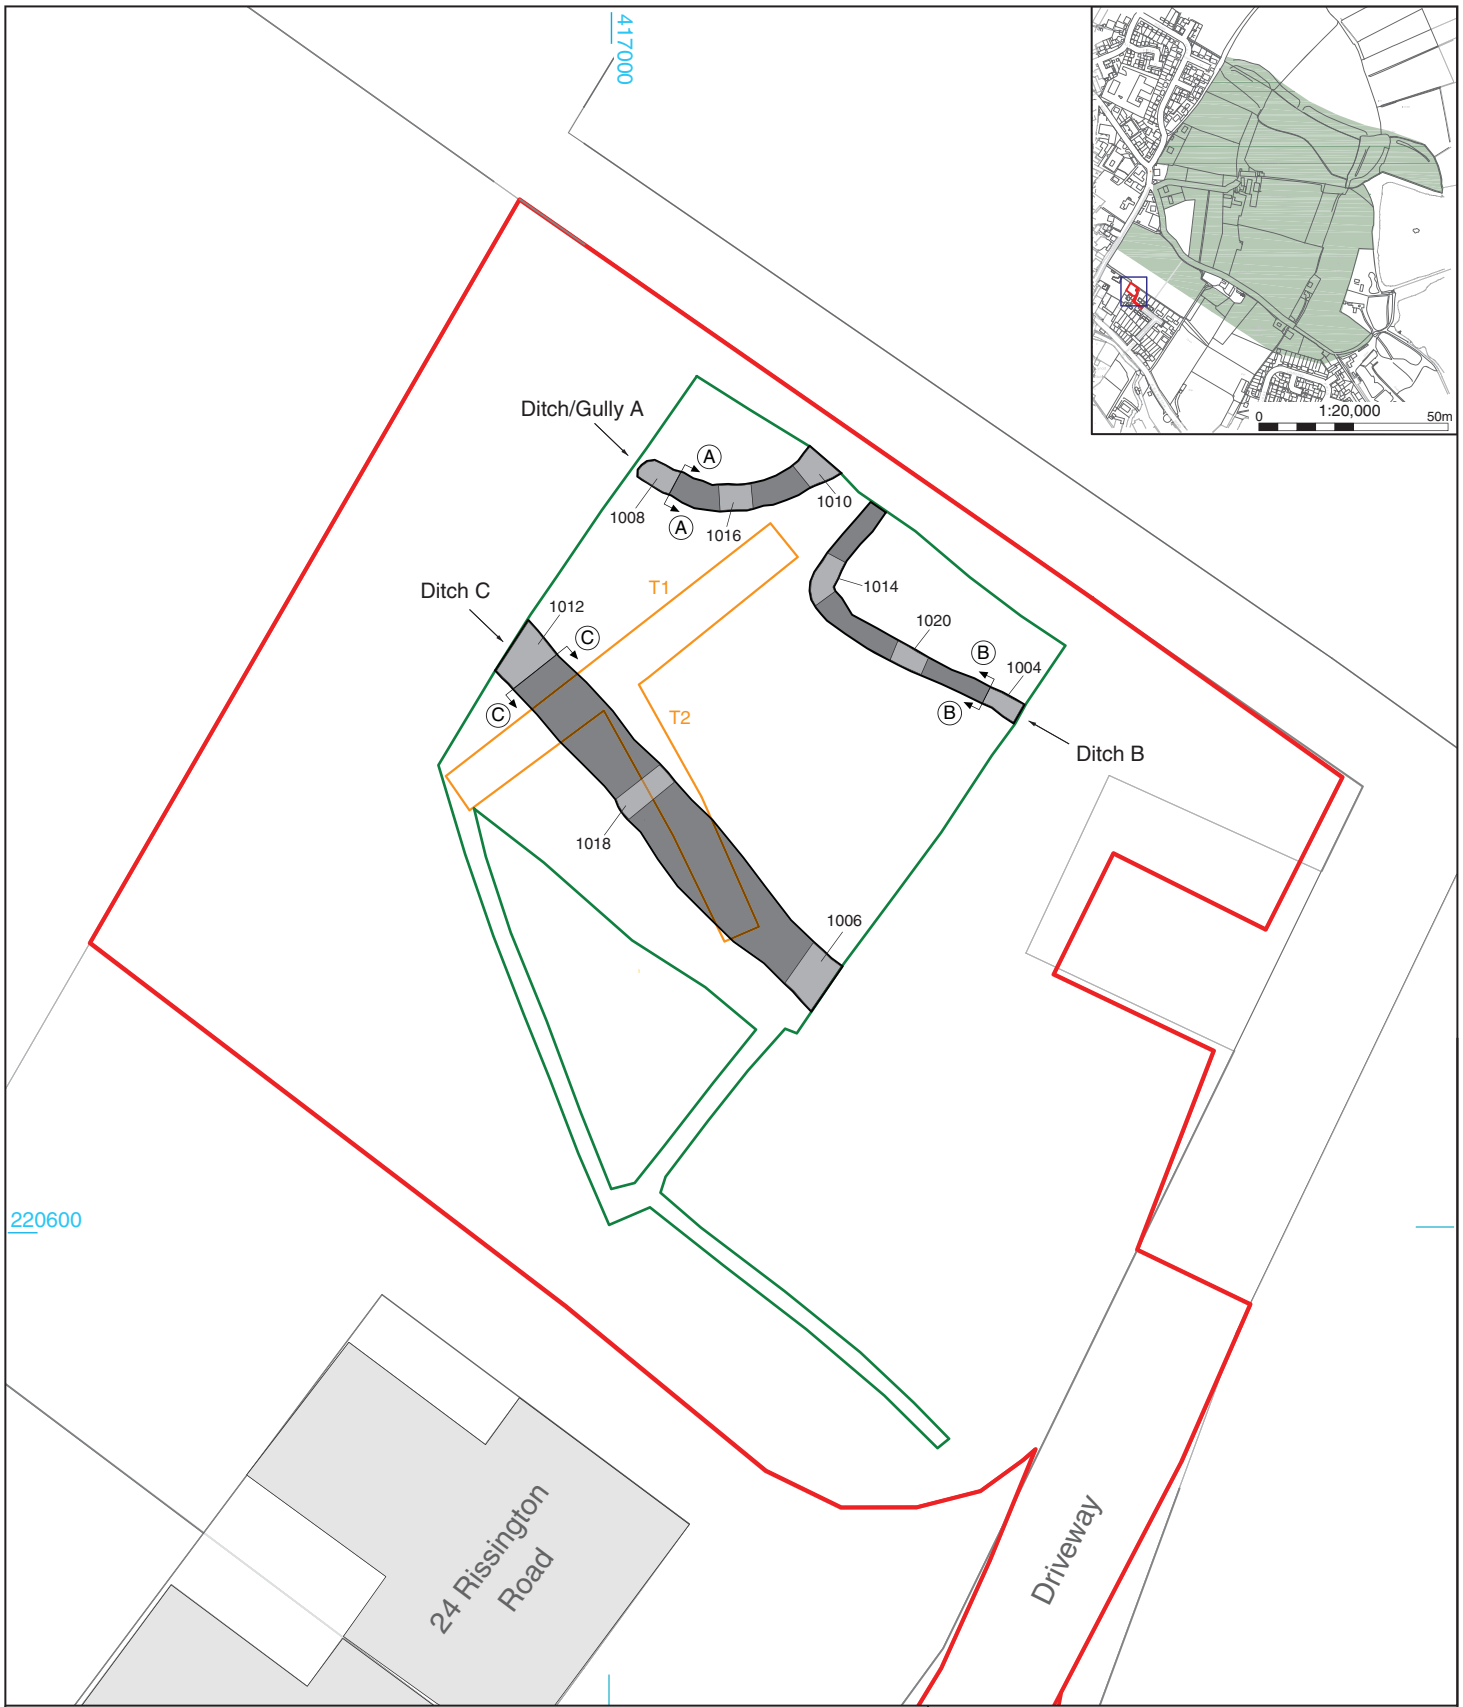 417000
1:20,000
0
50m
Ditch/Gully A
A
1008
A
1016
1010
T1
1014
Ditch C
1012
C
1020
B
1004
C
T2
B
Ditch B
1018
1006
220600
24 Rissington
Road
Driveway